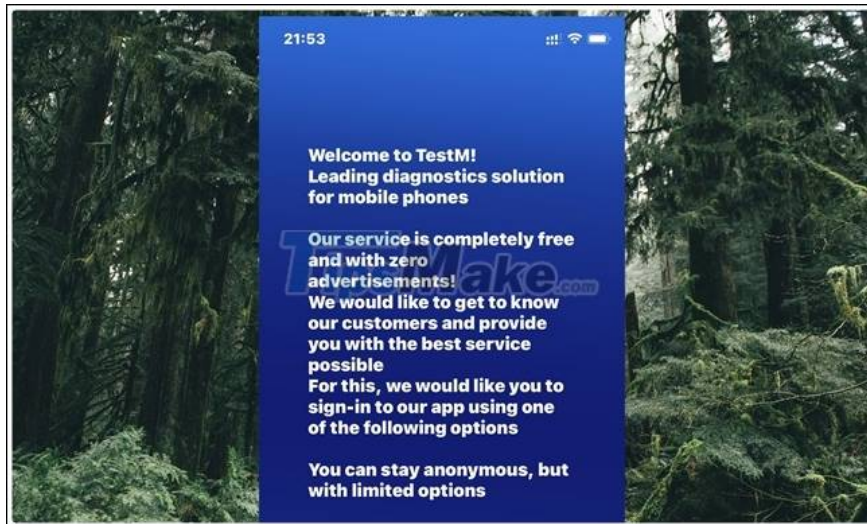 21:53
Welcome to TestM!
Leading diagnostics solution
for mobile phones
Our service is completely free
and with zero
advertisements!
TipsMake.com
We would like to get to know
our customers and provide
you with the best service
possible
For this, we would like you to
sign-in to our app using one
of the following options
You can stay anonymous, but
with limited options